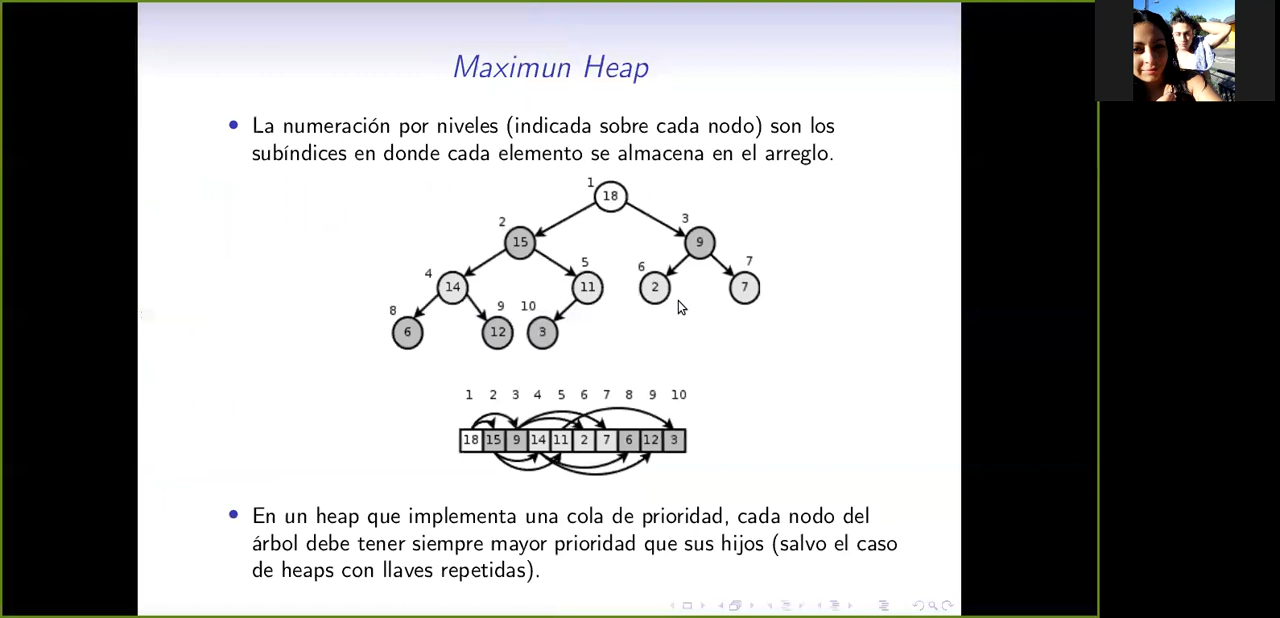 Maximun Heap
La numeración por niveles (indicada sobre cada nodo) son los
subíndices en donde cada elemento se almacena en el arreglo.
1
18
2 3
15 9
4 5 6 7
14 11 2 7
8 9 10
6 12 3
1 2 3 4 5 6 7 8 9 10
18 15 9 14 11 2 7 6 12 3
En un heap que implementa una cola de prioridad, cada nodo del
árbol debe tener siempre mayor prioridad que sus hijos (salvo el caso
de heaps con llaves repetidas).